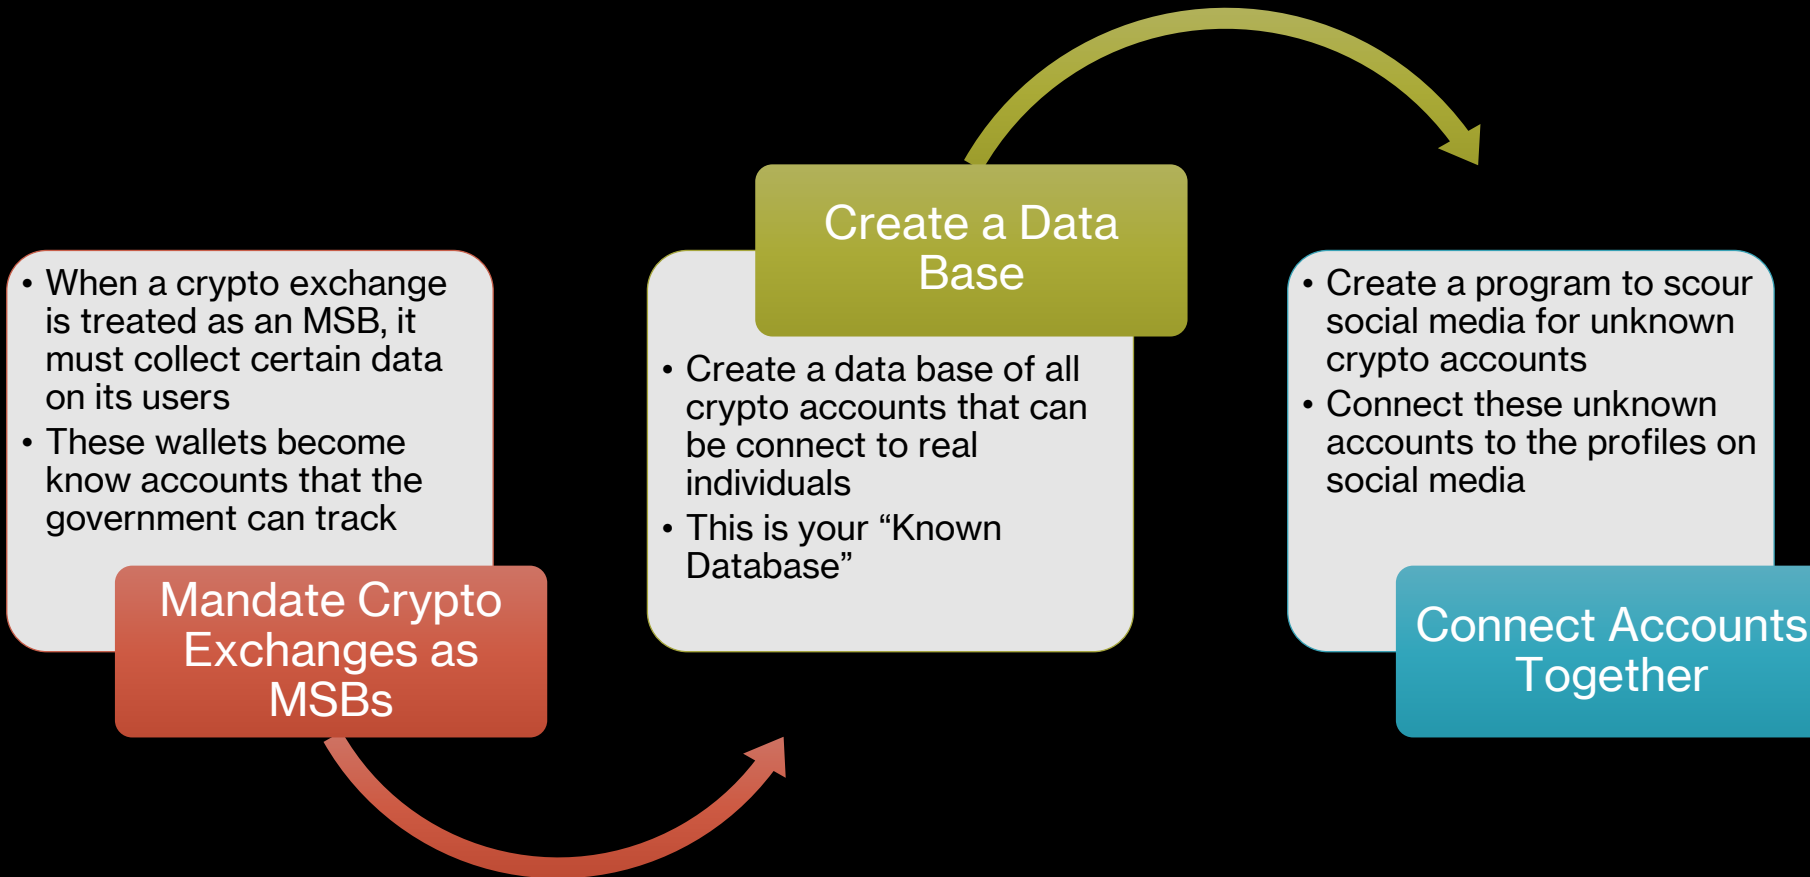 • When a crypto exchange
is treated as an MSB, it
must collect certain data
on its users
• These wallets become
know accounts that the
government can track
Mandate Crypto
Exchanges as
MSBs
Create a Data
Base
• Create a data base of all
crypto accounts that can
be connect to real
individuals
• This is your “Known
Database”
• Create a program to scour
social media for unknown
crypto accounts
• Connect these unknown
accounts to the profiles on
social media
Connect Accounts
Together